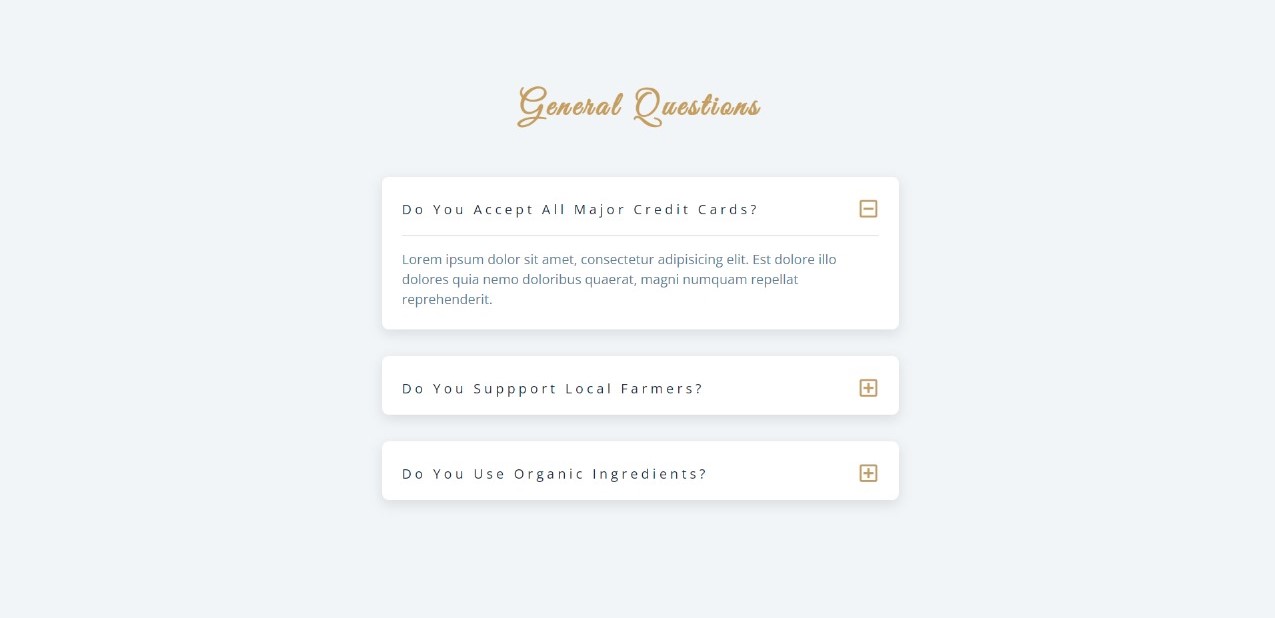 General Questions
Do You Accept All Major Credit Cards?
Lorem ipsum dolor sit amet, consectetur adipisicing elit. Est dolore illo
dolores quia nemo doloribus quaerat, magni numquam repellat
reprehenderit.
Do You Suppport Local Farmers?
Do You Use Organic Ingredients?